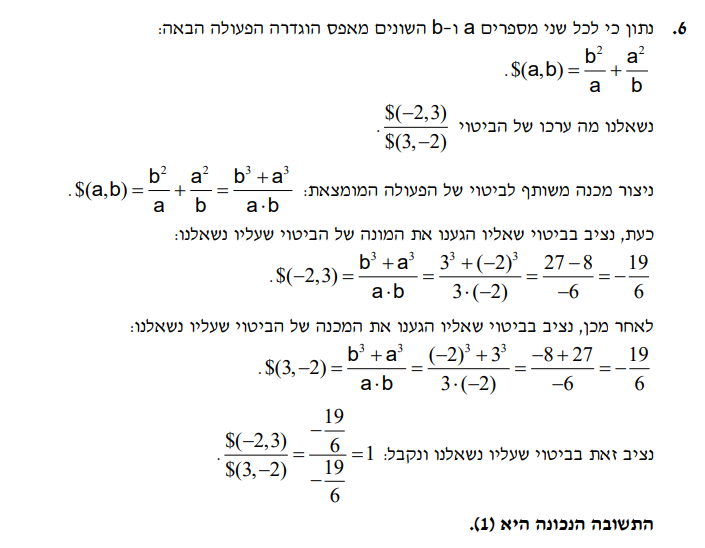 6. נתון כי לכל שני מספרים a ו-b השונים מאפס הוגדרה הפעולה הבאה:
$(a,b) = \frac{b^2}{a} + \frac{a^2}{b}.
נשאלנו מה ערכו של הביטוי \frac{$(-2,3)}{$(3,-2)}.
ניצור מכנה משותף לביטוי של הפעולה המומצאת: $(a,b) = \frac{b^2}{a} + \frac{a^2}{b} = \frac{b^3 + a^3}{a \cdot b}.
כעת, נציב בביטוי שאליו הגענו את המונה של הביטוי שעליו נשאלנו:
$(-2,3) = \frac{b^3 + a^3}{a \cdot b} = \frac{3^3 + (-2)^3}{3 \cdot (-2)} = \frac{27 - 8}{-6} = -\frac{19}{6}.
לאחר מכן, נציב בביטוי שאליו הגענו את המכנה של הביטוי שעליו נשאלנו:
$(3,-2) = \frac{b^3 + a^3}{a \cdot b} = \frac{(-2)^3 + 3^3}{3 \cdot (-2)} = \frac{-8 + 27}{-6} = -\frac{19}{6}.
נציב זאת בביטוי שעליו נשאלנו ונקבל: \frac{$(-2,3)}{$(3,-2)} = \frac{-\frac{19}{6}}{-\frac{19}{6}} = 1.
התשובה הנכונה היא (1).